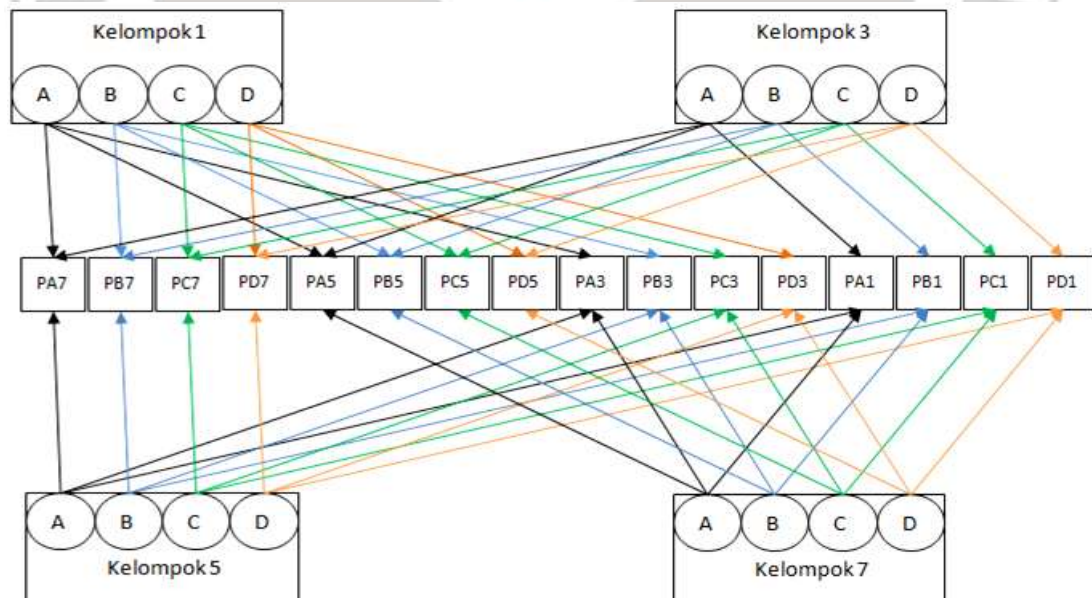 Kelompok 1
A B C D
Kelompok 3
A B C D
PA7 PB7 PC7 PD7 PA5 PB5 PC5 PD5 PA3 PB3 PC3 PD3 PA1 PB1 PC1 PD1
A B C D
Kelompok 5
A B C D
Kelompok 7